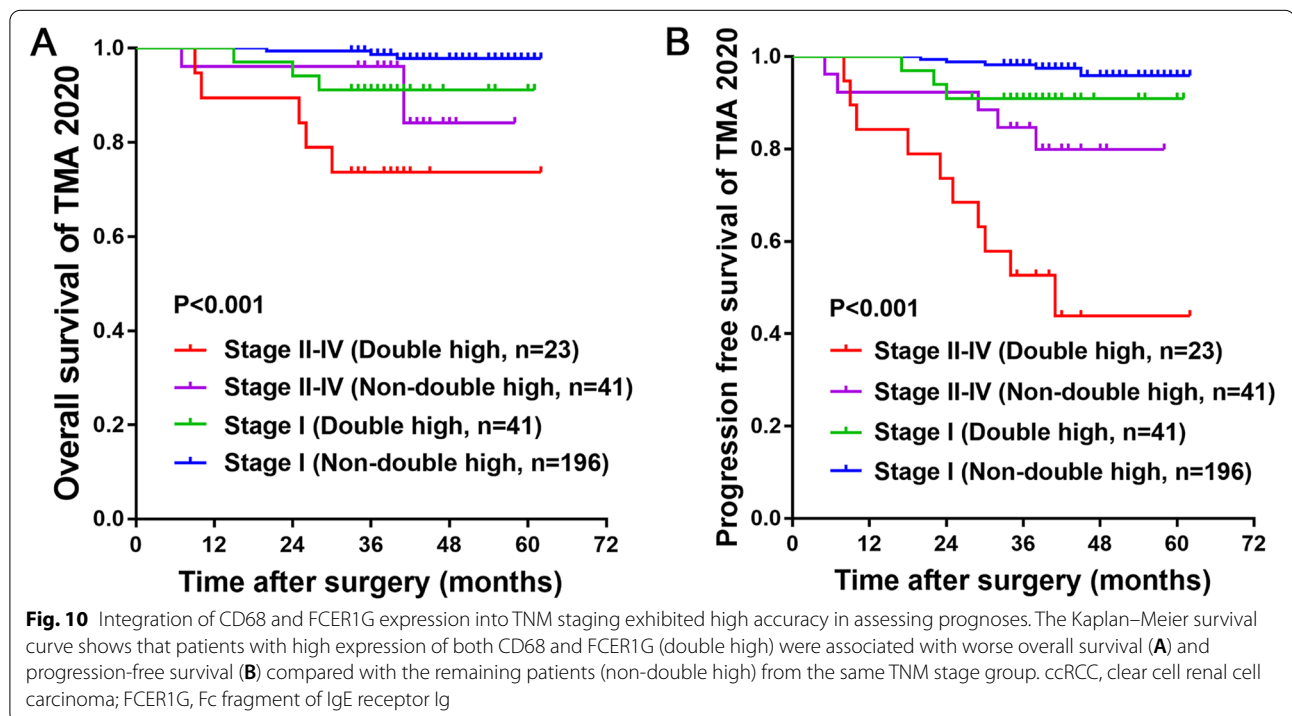 A
Overall survival of TMA 2020
1.0
0.8
0.6
0.4
0.2
0.0
P<0.001
Stage II-IV (Double high, n=23)
Stage II-IV (Non-double high, n=41)
Stage I (Double high, n=41)
Stage I (Non-double high, n=196)
0 12 24 36 48 60 72
Time after surgery (months)
B
Progression free survival of TMA 2020
1.0
0.8
0.6
0.4
0.2
0.0
P<0.001
Stage II-IV (Double high, n=23)
Stage II-IV (Non-double high, n=41)
Stage I (Double high, n=41)
Stage I (Non-double high, n=196)
0 12 24 36 48 60 72
Time after surgery (months)
Fig. 10 Integration of CD68 and FCER1G expression into TNM staging exhibited high accuracy in assessing prognoses. The Kaplan–Meier survival
curve shows that patients with high expression of both CD68 and FCER1G (double high) were associated with worse overall survival (A) and
progression-free survival (B) compared with the remaining patients (non-double high) from the same TNM stage group. ccRCC, clear cell renal cell
carcinoma; FCER1G, Fc fragment of IgE receptor Ig